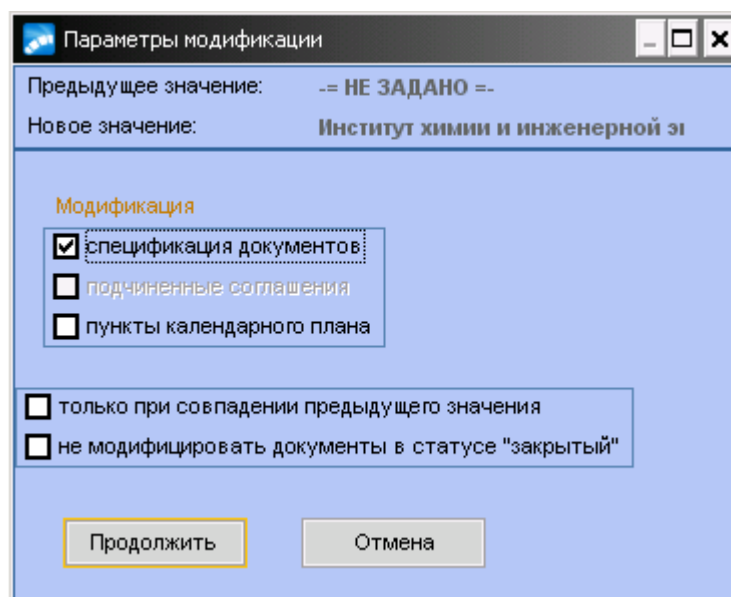 Параметры модификации
Предыдущее значение: -= НЕ ЗАДАНО =-
Новое значение: Институт химии и инженерной
Модификация
спецификация документов
подчиненные соглашения
пункты календарного плана
только при совпадении предыдущего значения
не модифицировать документы в статусе "закрытый"
Продолжить Отмена